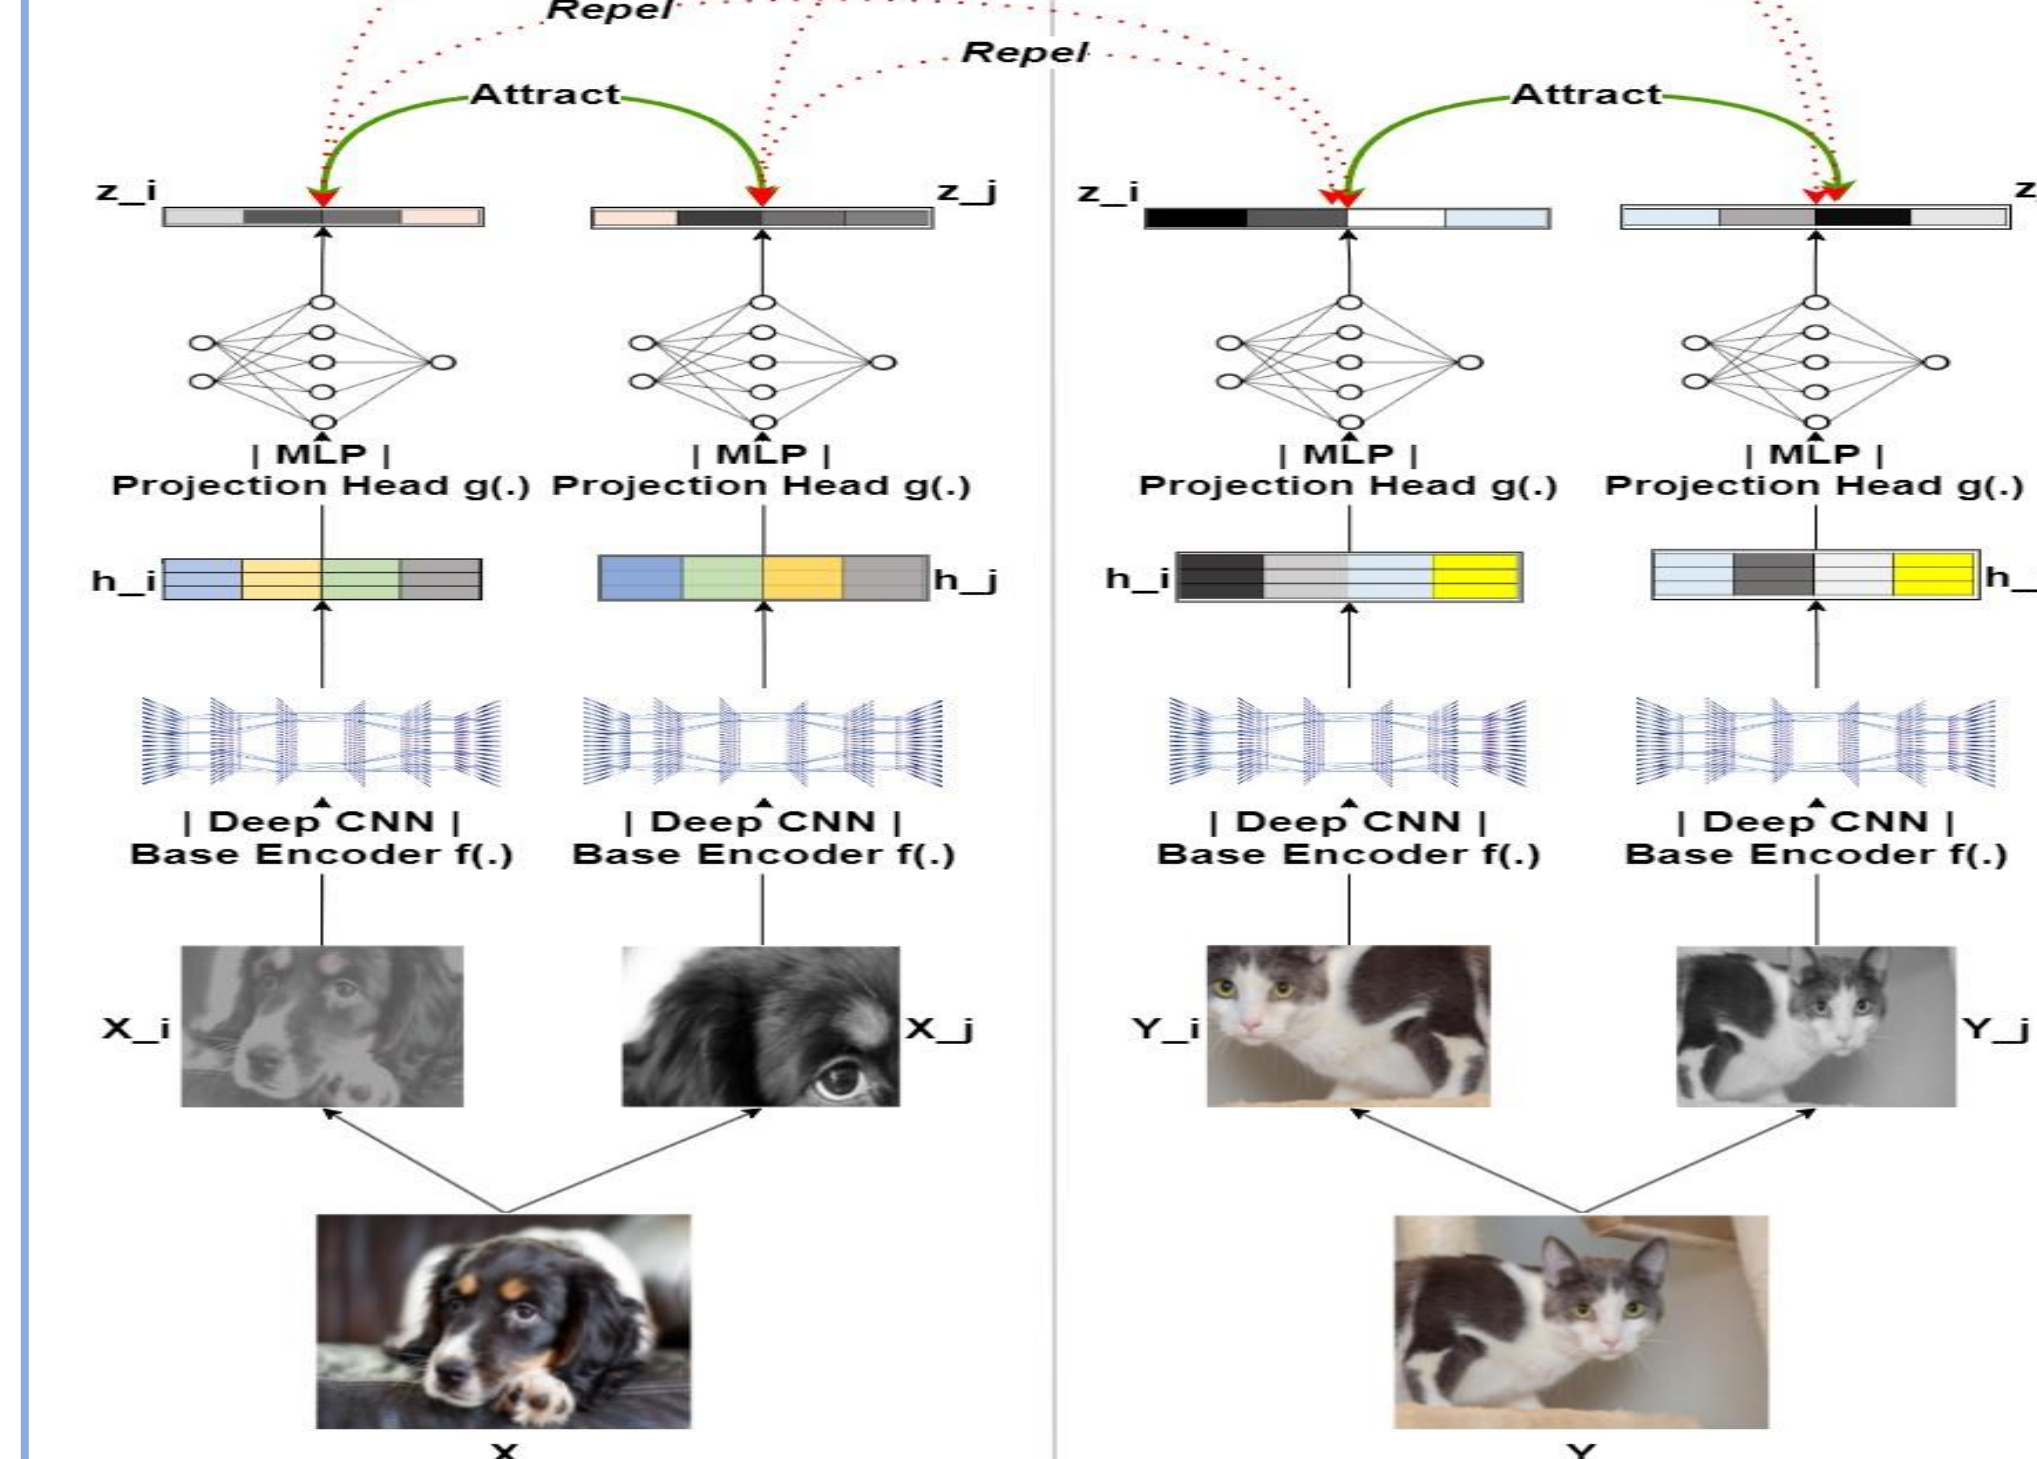 Repel
Repel
Attract
Attract
z_i
z_j
z_i
| MLP |
Projection Head g(.)
| MLP |
Projection Head g(.)
| MLP |
Projection Head g(.)
| MLP |
Projection Head g(.)
h_i
h_j
h_i
h_
| Deep CNN |
Base Encoder f(.)
| Deep CNN |
Base Encoder f(.)
| Deep CNN |
Base Encoder f(.)
| Deep CNN |
Base Encoder f(.)
X_i
X_j
Y_i
Y_j
X
Y